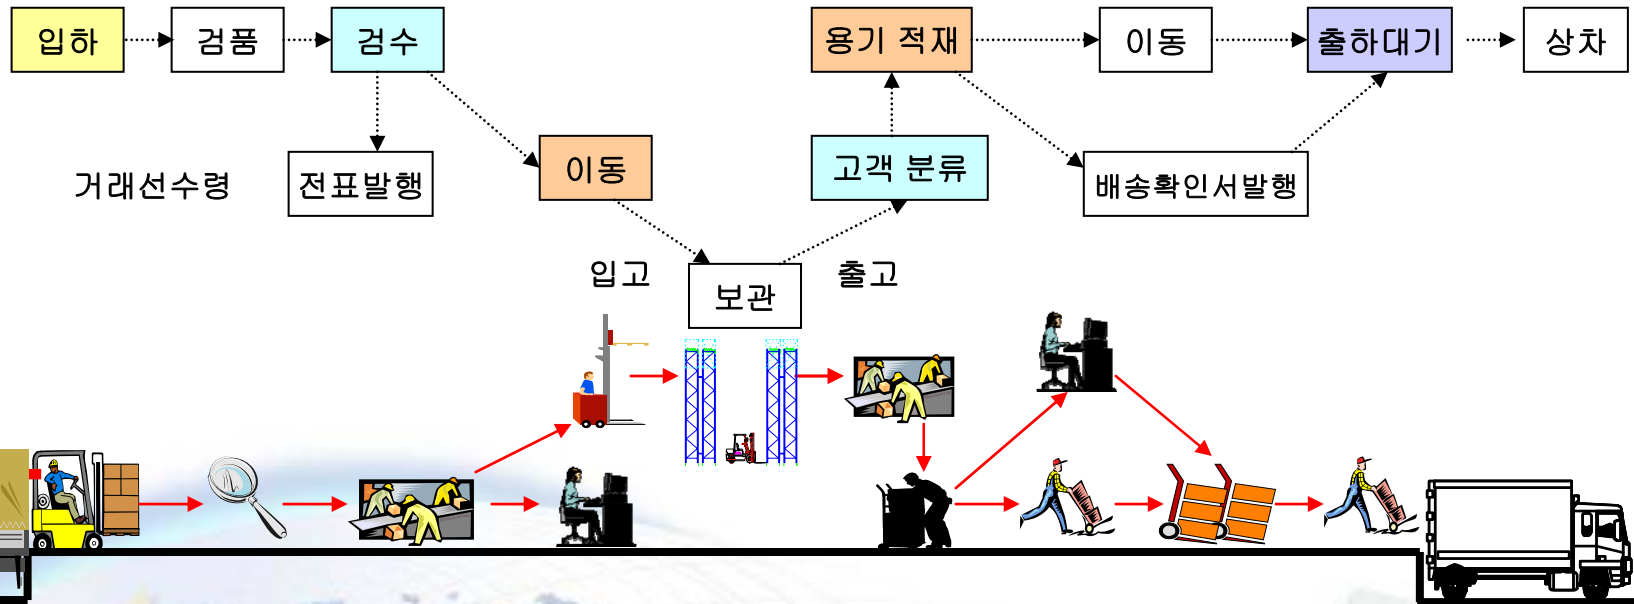 입하
검품
검수
용기 적재
이동
출하대기
상차
거래선수령
전표발행
이동
고객 분류
배송확인서발행
입고
보관
출고